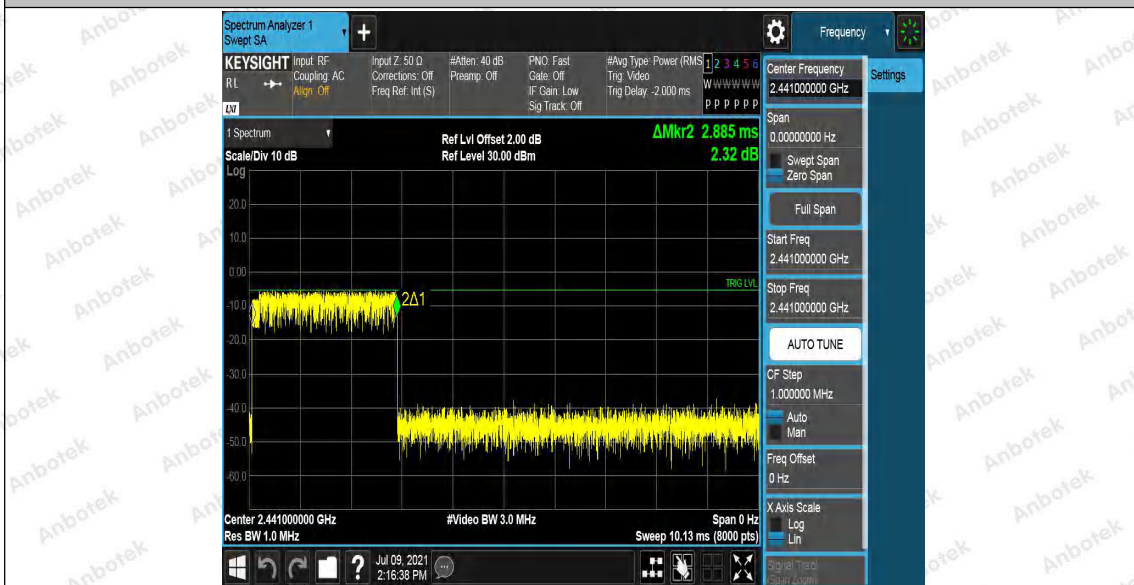 Spectrum Analyzer 1
Swept SA
+
Frequency
KEYSIGHT
RL
LXI
Input: RF
Coupling: AC
Align: Off
Input Z: 50 Ω
Corrections: Off
Freq Ref: Int (S)
#Atten: 40 dB
Preamp: Off
PNO: Fast
Gate: Off
IF Gain: Low
Sig Track: Off
#Avg Type: Power (RMS
Trig: Video
Trig Delay: -2.000 ms
1 2 3 4 5 6
W W W W W W
P P P P P P
Center Frequency
2.441000000 GHz
Settings
1 Spectrum
Scale/Div 10 dB
Log
Ref Lvl Offset 2.00 dB
Ref Level 30.00 dBm
ΔMkr2 2.885 ms
2.32 dB
Span
0.00000000 Hz
Swept Span
Zero Span
Full Span
Start Freq
2.441000000 GHz
Stop Freq
2.441000000 GHz
AUTO TUNE
CF Step
1.000000 MHz
Auto
Man
Freq Offset
0 Hz
X Axis Scale
Log
Lin
Signal Track
(Span Zoom)
20.0
10.0
0.00
-10.0
-20.0
-30.0
-40.0
-50.0
-60.0
TRIG LVL
2Δ1
Center 2.441000000 GHz
Res BW 1.0 MHz
#Video BW 3.0 MHz
Span 0 Hz
Sweep 10.13 ms (8000 pts)
?
Jul 09, 2021
2:16:38 PM
Anbotek